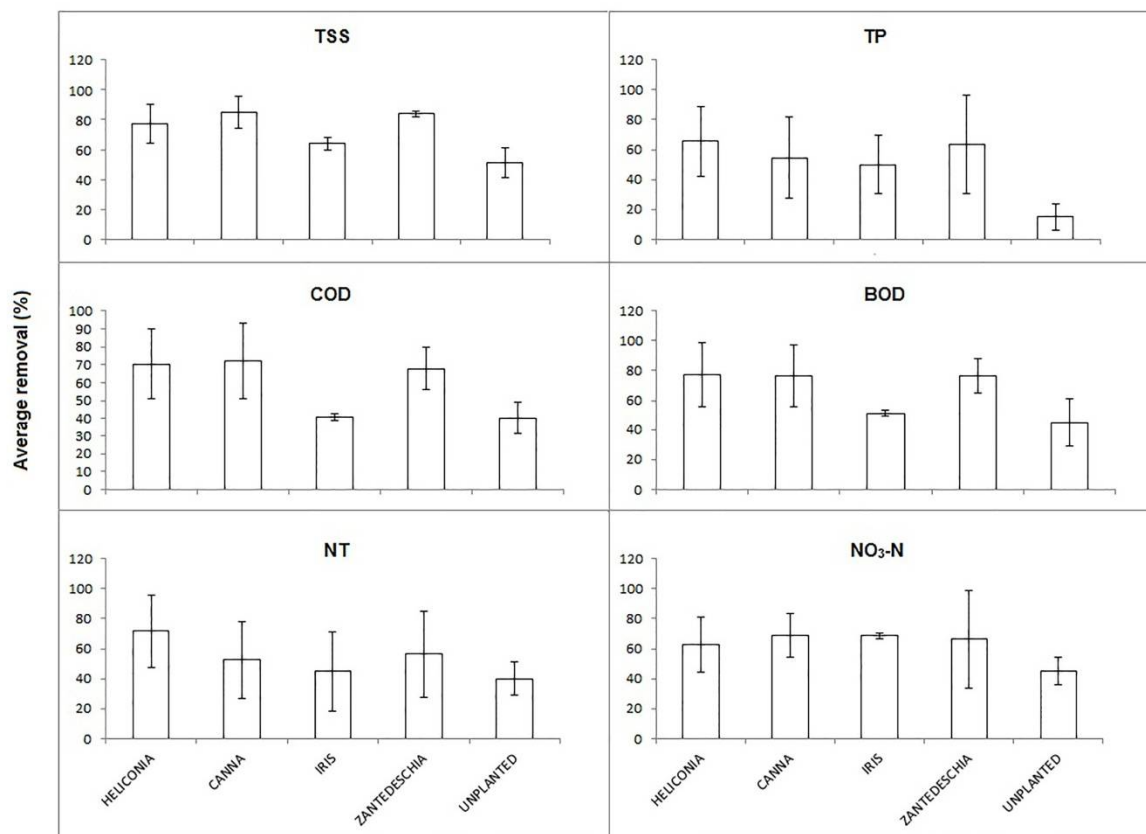 Average removal (%)
TSS
120
100
80
60
40
20
0
TP
120
100
80
60
40
20
0
COD
100
90
80
70
60
50
40
30
20
10
0
BOD
120
100
80
60
40
20
0
NT
120
100
80
60
40
20
0
HELICONIA
CANNA
IRIS
ZANTEDESCHIA
UNPLANTED
NO₃-N
120
100
80
60
40
20
0
HELICONIA
CANNA
IRIS
ZANTEDESCHIA
UNPLANTED